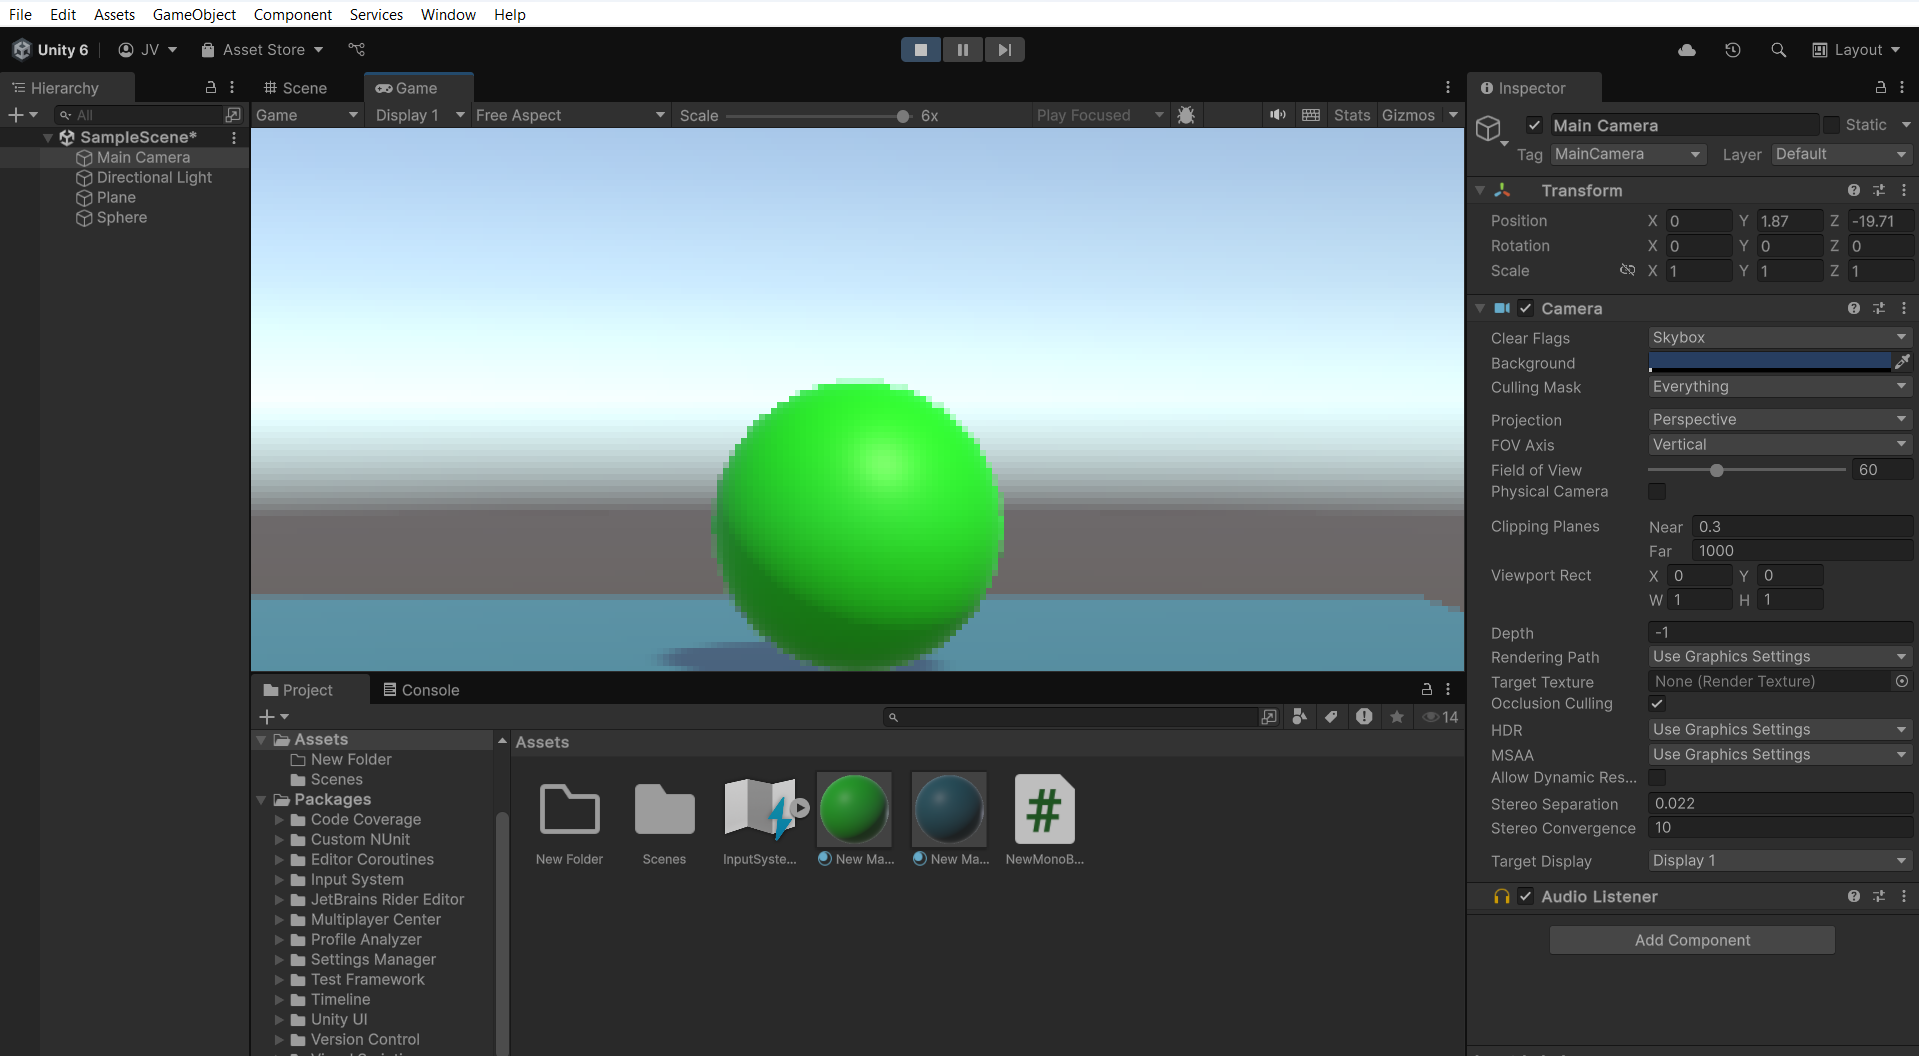 File Edit Assets GameObject Component Services Window Help
Unity 6 JV Asset Store Layout
Hierarchy
All
SampleScene*
Main Camera
Directional Light
Plane
Sphere
Scene Game
Game Display 1 Free Aspect Scale 6x Play Focused Stats Gizmos
Project Console
14
Assets
New Folder
Scenes
Packages
Code Coverage
Custom NUnit
Editor Coroutines
Input System
JetBrains Rider Editor
Multiplayer Center
Profile Analyzer
Settings Manager
Test Framework
Timeline
Unity UI
Version Control
Assets
New Folder Scenes InputSyste... New Ma... New Ma... NewMonoB...
Inspector
Main Camera Static
Tag MainCamera Layer Default
Transform
Position X 0 Y 1.87 Z -19.71
Rotation X 0 Y 0 Z 0
Scale X 1 Y 1 Z 1
Camera
Clear Flags Skybox
Background
Culling Mask Everything
Projection Perspective
FOV Axis Vertical
Field of View 60
Physical Camera
Clipping Planes Near 0.3
Far 1000
Viewport Rect X 0 Y 0
W 1 H 1
Depth -1
Rendering Path Use Graphics Settings
Target Texture None (Render Texture)
Occlusion Culling
HDR Use Graphics Settings
MSAA Use Graphics Settings
Allow Dynamic Res...
Stereo Separation 0.022
Stereo Convergence 10
Target Display Display 1
Audio Listener
Add Component